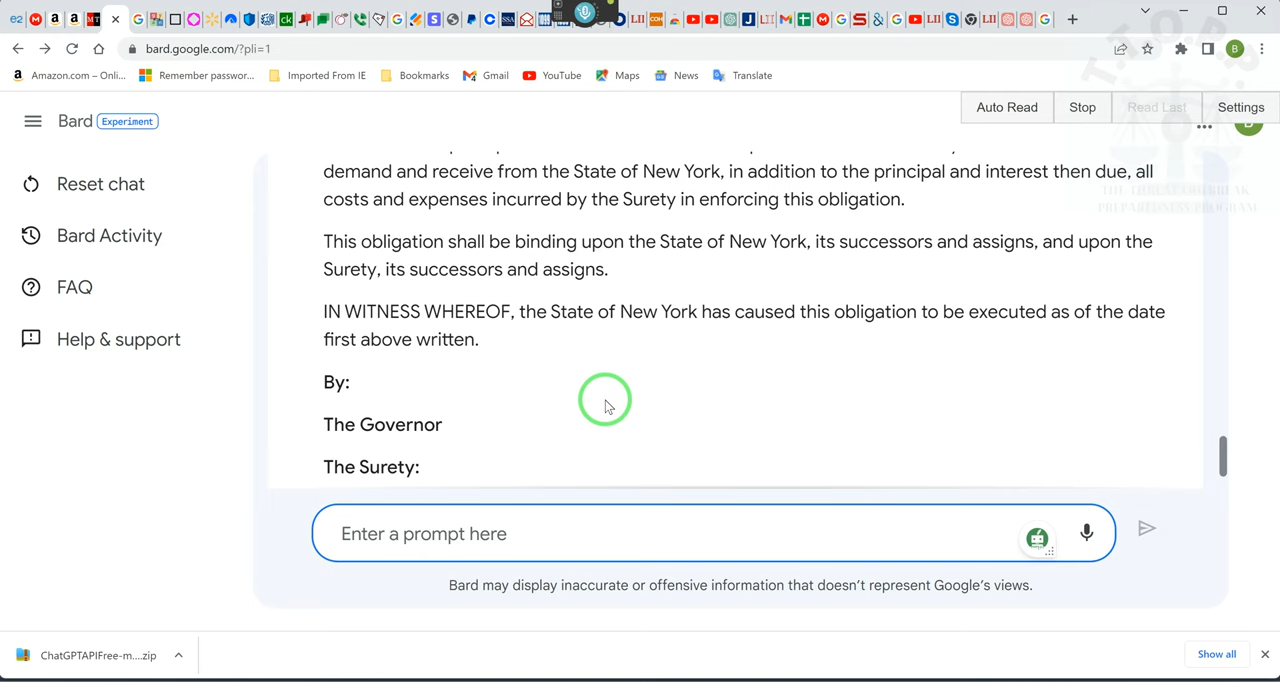 bard.google.com/?pli=1
Amazon.com – Onli... Remember passwor... Imported From IE Bookmarks Gmail YouTube Maps News Translate
T.T.O.P.P.
Auto Read Stop Read Last Settings
Bard Experiment
THE THREAT OUTBREAK
PREPAREDNESS PROGRAM
Reset chat
Bard Activity
FAQ
Help & support
demand and receive from the State of New York, in addition to the principal and interest then due, all
costs and expenses incurred by the Surety in enforcing this obligation.
This obligation shall be binding upon the State of New York, its successors and assigns, and upon the
Surety, its successors and assigns.
IN WITNESS WHEREOF, the State of New York has caused this obligation to be executed as of the date
first above written.
By:
The Governor
The Surety:
Enter a prompt here
Bard may display inaccurate or offensive information that doesn't represent Google's views.
ChatGPTAPIFree-m....zip
Show all